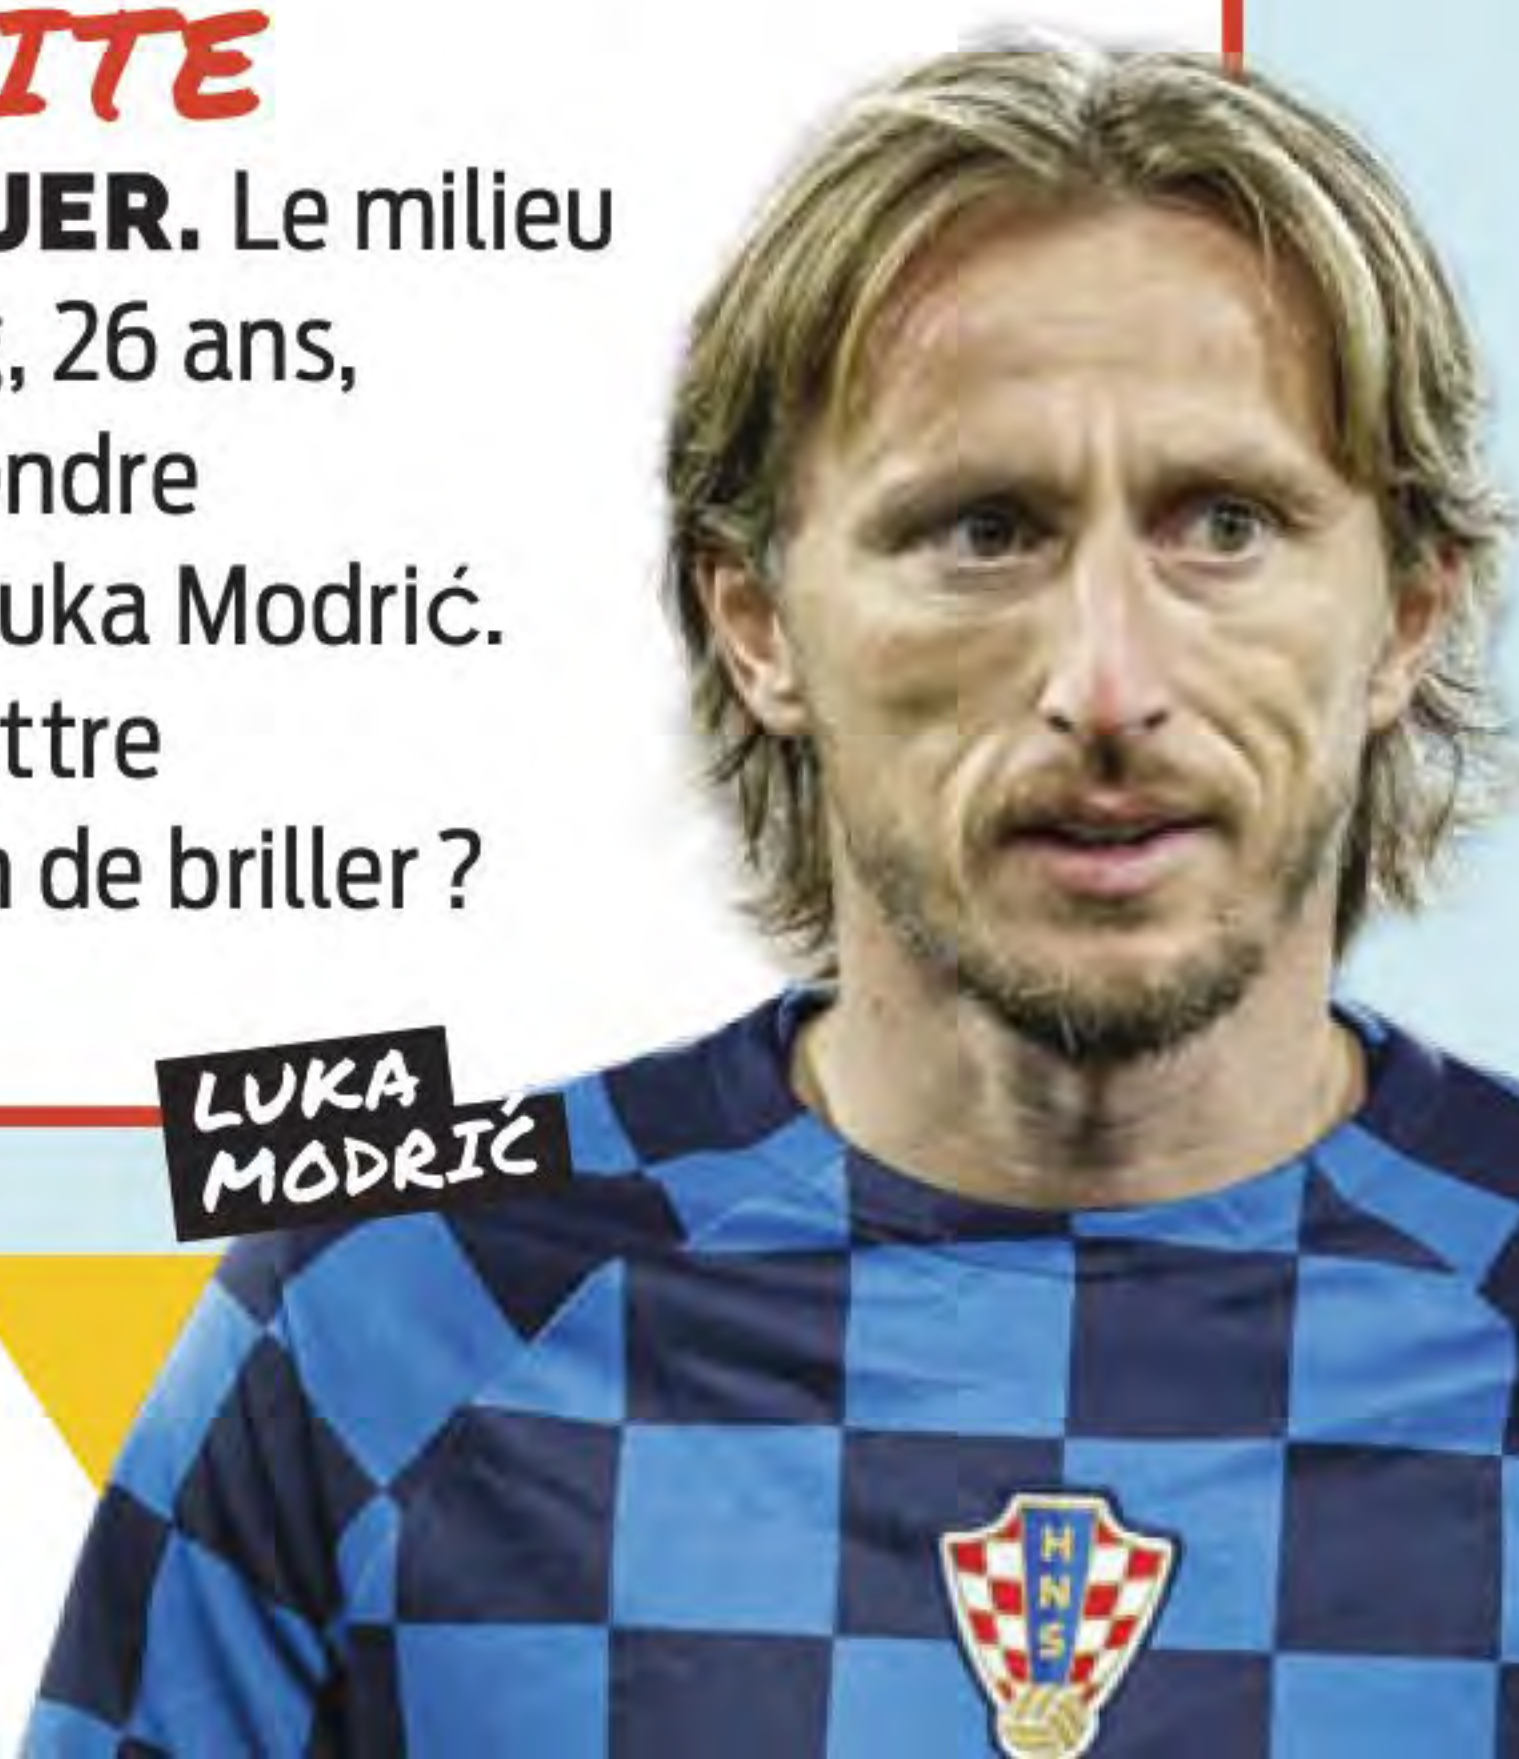 ITE
UER. Le milieu
, 26 ans,
ndre
uka Modrić.
ttre
de briller ?
LUKA
MODRIĆ
HNS